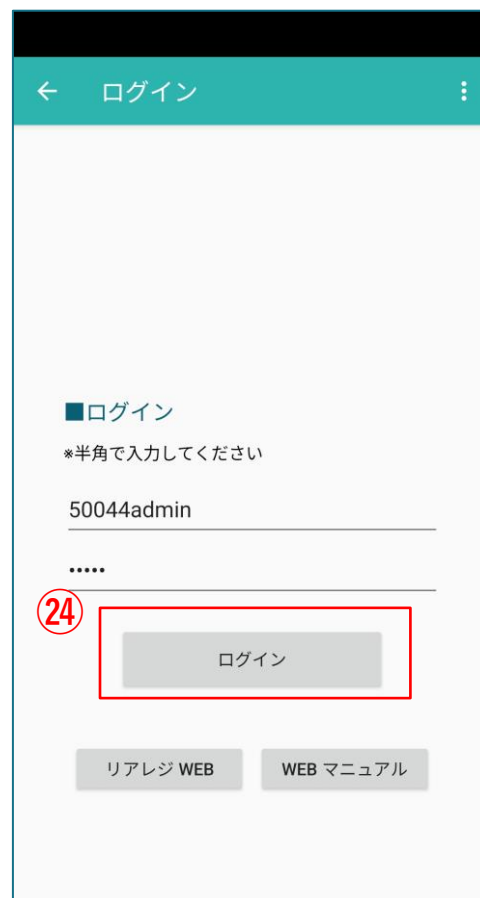 ログイン
■ログイン
*半角で入力してください
50044admin
•••••
㉔
ログイン
リアレジ WEB
WEB マニュアル